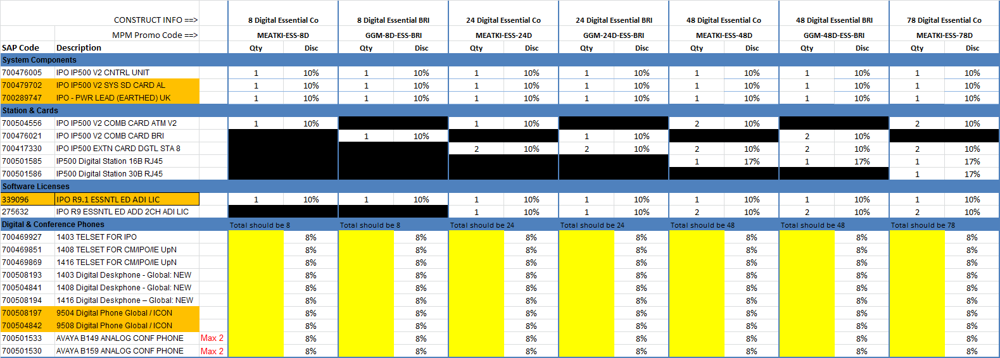 CONSTRUCT INFO ==> 8 Digital Essential Co 8 Digital Essential BRI 24 Digital Essential Co 24 Digital Essential BRI 48 Digital Essential Co 48 Digital Essential BRI 78 Digital Essential Co
MPM Promo Code ==> MEATKI-ESS-8D GGM-8D-ESS-BRI MEATKI-ESS-24D GGM-24D-ESS-BRI MEATKI-ESS-48D GGM-48D-ESS-BRI MEATKI-ESS-78D
SAP Code Description Qty Disc Qty Disc Qty Disc Qty Disc Qty Disc Qty Disc Qty Disc
System Components
700476005 IPO IP500 V2 CNTRL UNIT 1 10% 1 10% 1 10% 1 10% 1 10% 1 10% 1 10%
700479702 IPO IP500 V2 SYS SD CARD AL 1 10% 1 10% 1 10% 1 10% 1 10% 1 10% 1 10%
700289747 IPO - PWR LEAD (EARTHED) UK 1 10% 1 10% 1 10% 1 10% 1 10% 1 10% 1 10%
Station & Cards
700504556 IPO IP500 V2 COMB CARD ATM V2 1 10% 1 10% 2 10% 2 10%
700476021 IPO IP500 V2 COMB CARD BRI 1 10% 1 10% 2 10%
700417330 IPO IP500 EXTN CARD DGTL STA 8 2 10% 2 10% 2 10% 2 10% 2 10%
700501585 IP500 Digital Station 16B RJ45 1 17% 1 17% 1 17%
700501586 IP500 Digital Station 30B RJ45 1 17%
Software Licenses
339096 IPO R9.1 ESSNTL ED ADI LIC 1 10% 1 10% 1 10% 1 10% 1 10% 1 10% 1 10%
275632 IPO R9 ESSNTL ED ADD 2CH ADI LIC 1 10% 1 10% 2 10% 2 10% 2 10%
Digital & Conference Phones Total should be 8 Total should be 8 Total should be 24 Total should be 24 Total should be 48 Total should be 48 Total should be 78
700469927 1403 TELSET FOR IPO 8% 8% 8% 8% 8% 8% 8%
700469851 1408 TELSET FOR CM/IPO/IE UpN 8% 8% 8% 8% 8% 8% 8%
700469869 1416 TELSET FOR CM/IPO/IE UpN 8% 8% 8% 8% 8% 8% 8%
700508193 1403 Digital Deskphone - Global: NEW 8% 8% 8% 8% 8% 8% 8%
700504841 1408 Digital Deskphone - Global: NEW 8% 8% 8% 8% 8% 8% 8%
700508194 1416 Digital Deskphone – Global: NEW 8% 8% 8% 8% 8% 8% 8%
700508197 9504 Digital Phone Global / ICON 8% 8% 8% 8% 8% 8% 8%
700504842 9508 Digital Phone Global / ICON 8% 8% 8% 8% 8% 8% 8%
700501533 AVAYA B149 ANALOG CONF PHONE Max 2 8% 8% 8% 8% 8% 8% 8%
700501530 AVAYA B159 ANALOG CONF PHONE Max 2 8% 8% 8% 8% 8% 8% 8%